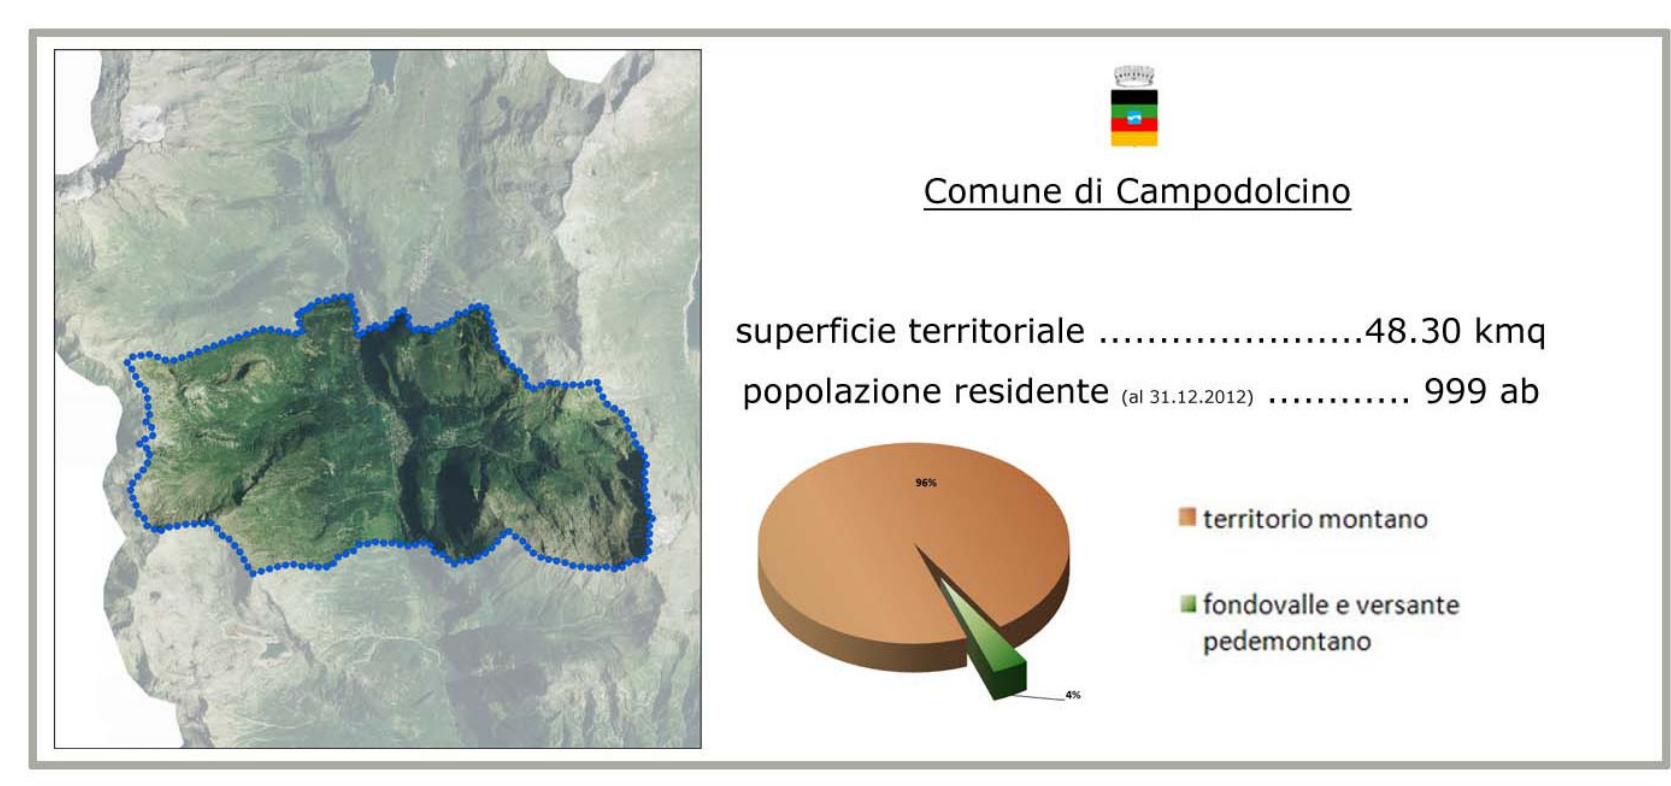 Comune di Campodolcino
superficie territoriale ......................48.30 kmq
popolazione residente (al 31.12.2012) ............ 999 ab
96%
territorio montano
fondovalle e versante
pedemontano
4%